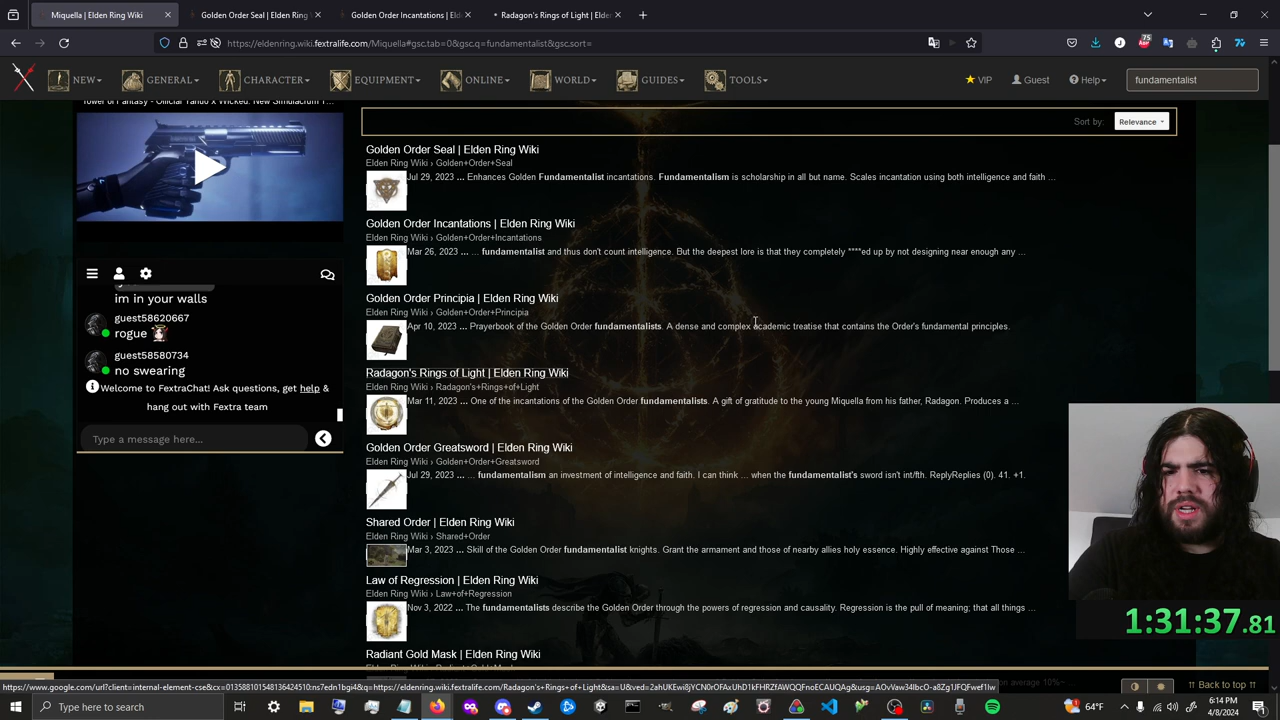 Miquella | Elden Ring Wiki
Golden Order Seal | Elden Ring
Golden Order Incantations | Eld
Radagon's Rings of Light | Elde
https://eldenring.wiki.fextralife.com/Miquella#gsc.tab=0&gsc.q=fundamentalist&gsc.sort=
75
NEW
GENERAL
CHARACTER
EQUIPMENT
ONLINE
WORLD
GUIDES
TOOLS
VIP
Guest
Help
fundamentalist
Sort by:
Relevance
im in your walls
guest58620667
rogue
guest58580734
no swearing
Welcome to FextraChat! Ask questions, get help &
hang out with Fextra team
Type a message here...
Golden Order Seal | Elden Ring Wiki
Elden Ring Wiki › Golden+Order+Seal
Jul 29, 2023 ... Enhances Golden Fundamentalist incantations. Fundamentalism is scholarship in all but name. Scales incantation using both intelligence and faith ...
Golden Order Incantations | Elden Ring Wiki
Elden Ring Wiki › Golden+Order+Incantations
Mar 26, 2023 ... ... fundamentalist and thus don't count intelligence. But the deepest lore is that they completely ****ed up by not designing near enough any ...
Golden Order Principia | Elden Ring Wiki
Elden Ring Wiki › Golden+Order+Principia
Apr 10, 2023 ... Prayerbook of the Golden Order fundamentalists. A dense and complex academic treatise that contains the Order's fundamental principles.
Radagon's Rings of Light | Elden Ring Wiki
Elden Ring Wiki › Radagon's+Rings+of+Light
Mar 11, 2023 ... One of the incantations of the Golden Order fundamentalists. A gift of gratitude to the young Miquella from his father, Radagon. Produces a ...
Golden Order Greatsword | Elden Ring Wiki
Elden Ring Wiki › Golden+Order+Greatsword
Jul 29, 2023 ... ... fundamentalism an investment of intelligence and faith. I can think ... when the fundamentalist's sword isn't int/fth. ReplyReplies (0). 41. +1.
Shared Order | Elden Ring Wiki
Elden Ring Wiki › Shared+Order
Mar 3, 2023 ... Skill of the Golden Order fundamentalist knights. Grant the armament and those of nearby allies holy essence. Highly effective against Those ...
Law of Regression | Elden Ring Wiki
Elden Ring Wiki › Law+of+Regression
Nov 3, 2022 ... The fundamentalists describe the Golden Order through the powers of regression and causality. Regression is the pull of meaning; that all things ...
Radiant Gold Mask | Elden Ring Wiki
1:31:37.81
Back to top
Type here to search
64°F
6:14 PM
4/8/2024